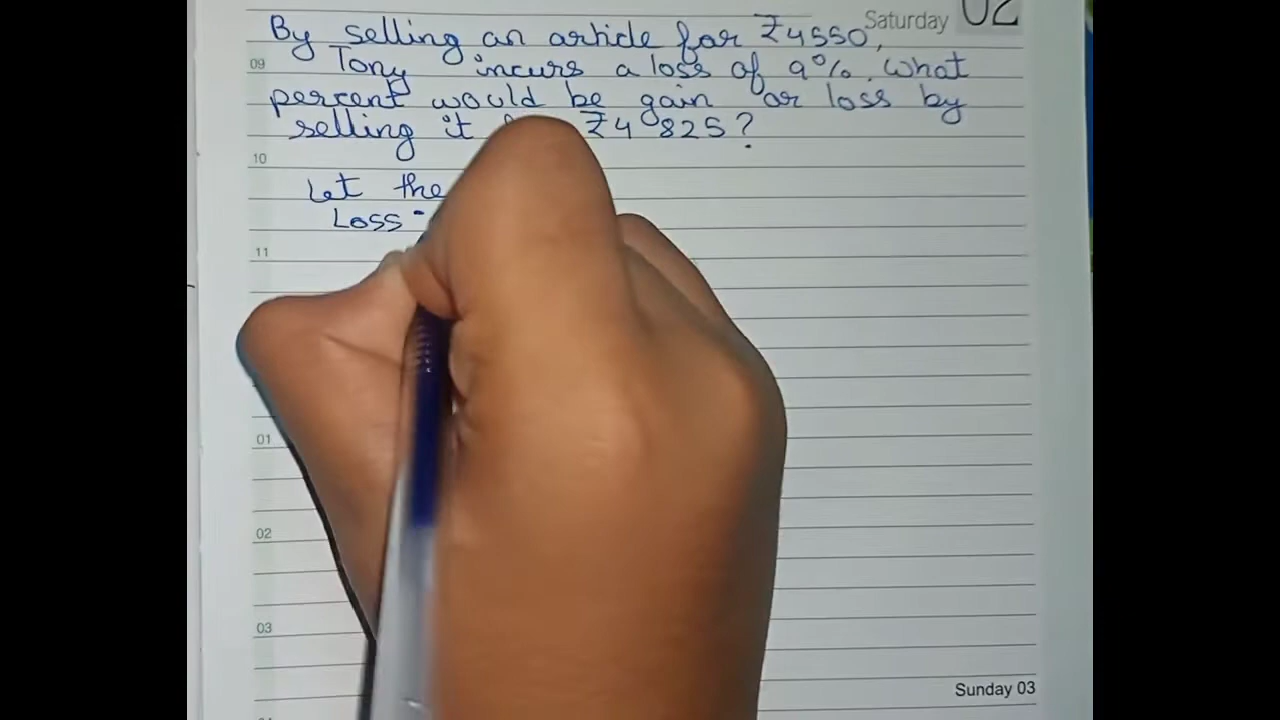 Saturday 02
By selling an article for ₹4550,
09
Tony incurs a loss of 9%. What
percent would be gain or loss by
selling it ₹4825?
10
Let the
Loss =
11
01
02
03
Sunday 03